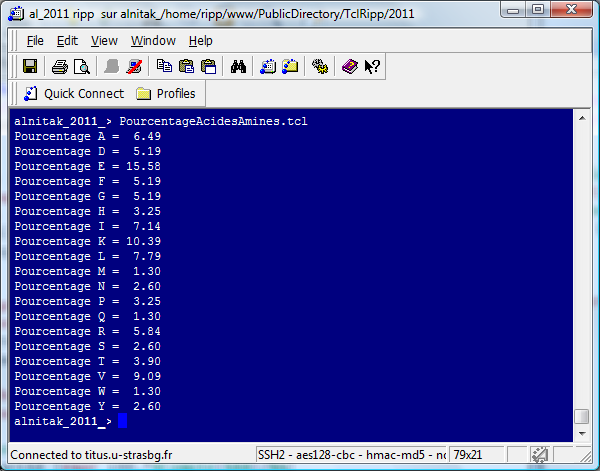 al_2011 ripp  sur alnitak_/home/ripp/www/PublicDirectory/TclRipp/2011
File Edit View Window Help
Quick Connect Profiles
alnitak_2011_> PourcentageAcidesAmines.tcl
Pourcentage A =  6.49
Pourcentage D =  5.19
Pourcentage E = 15.58
Pourcentage F =  5.19
Pourcentage G =  5.19
Pourcentage H =  3.25
Pourcentage I =  7.14
Pourcentage K = 10.39
Pourcentage L =  7.79
Pourcentage M =  1.30
Pourcentage N =  2.60
Pourcentage P =  3.25
Pourcentage Q =  1.30
Pourcentage R =  5.84
Pourcentage S =  2.60
Pourcentage T =  3.90
Pourcentage V =  9.09
Pourcentage W =  1.30
Pourcentage Y =  2.60
alnitak_2011_>
Connected to titus.u-strasbg.fr SSH2 - aes128-cbc - hmac-md5 - nc 79x21